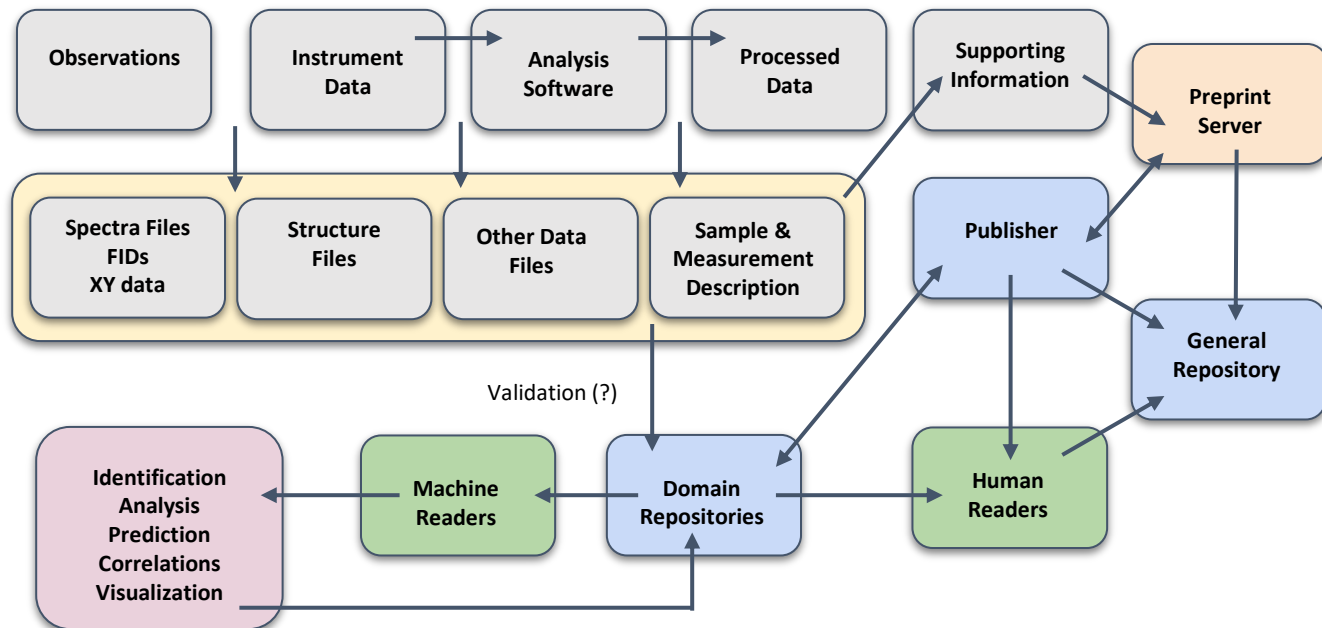 Observations
Instrument
Data
Analysis
Software
Processed
Data
Supporting
Information
Preprint
Server
Spectra Files
FIDs
XY data
Structure
Files
Other Data
Files
Sample &
Measurement
Description
Publisher
General
Repository
Validation (?)
Identification
Analysis
Prediction
Correlations
Visualization
Machine
Readers
Domain
Repositories
Human
Readers